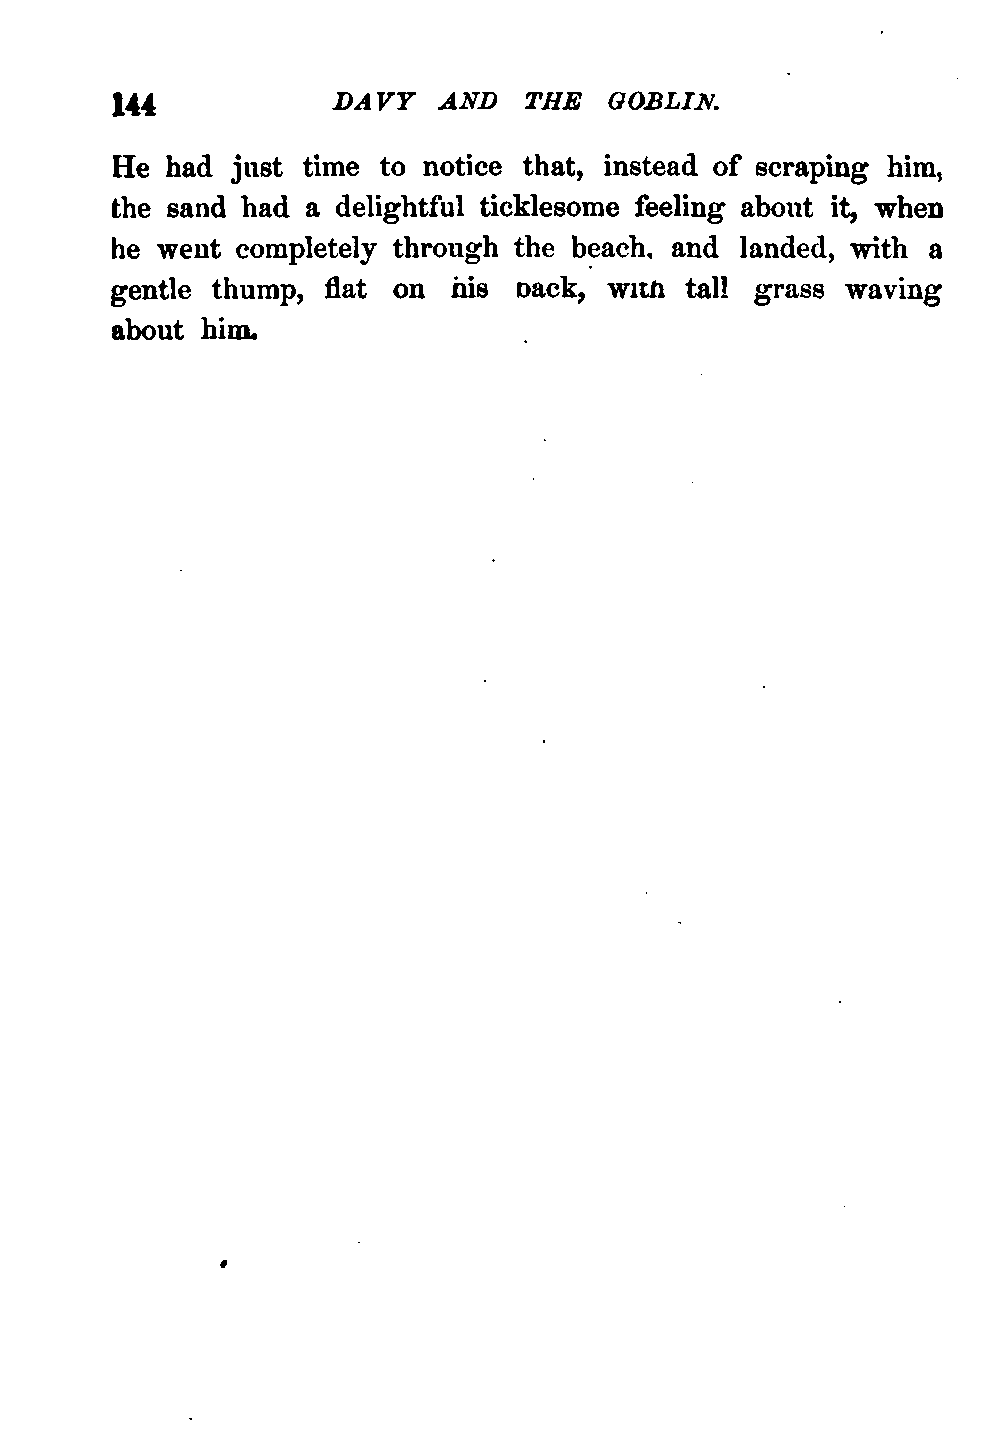 144 DAVY AND THE GOBLIN.
He had just time to notice that, instead of scraping him,
the sand had a delightful ticklesome feeling about it, when
he went completely through the beach, and landed, with a
gentle thump, flat on his back, with tall grass waving
about him.